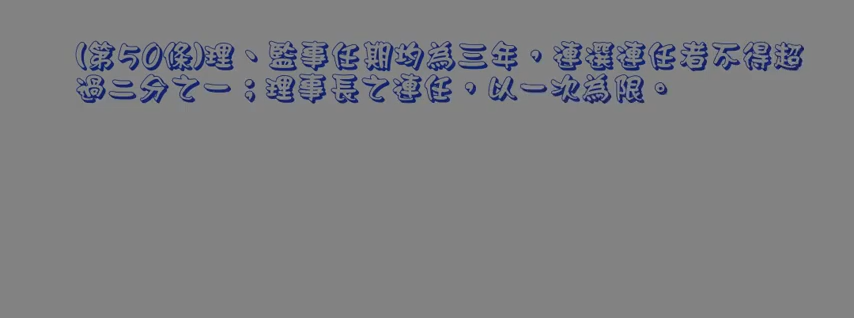 (第50條)理、監事任期均為三年，連選連任者不得超
過二分之一；理事長之連任，以一次為限。